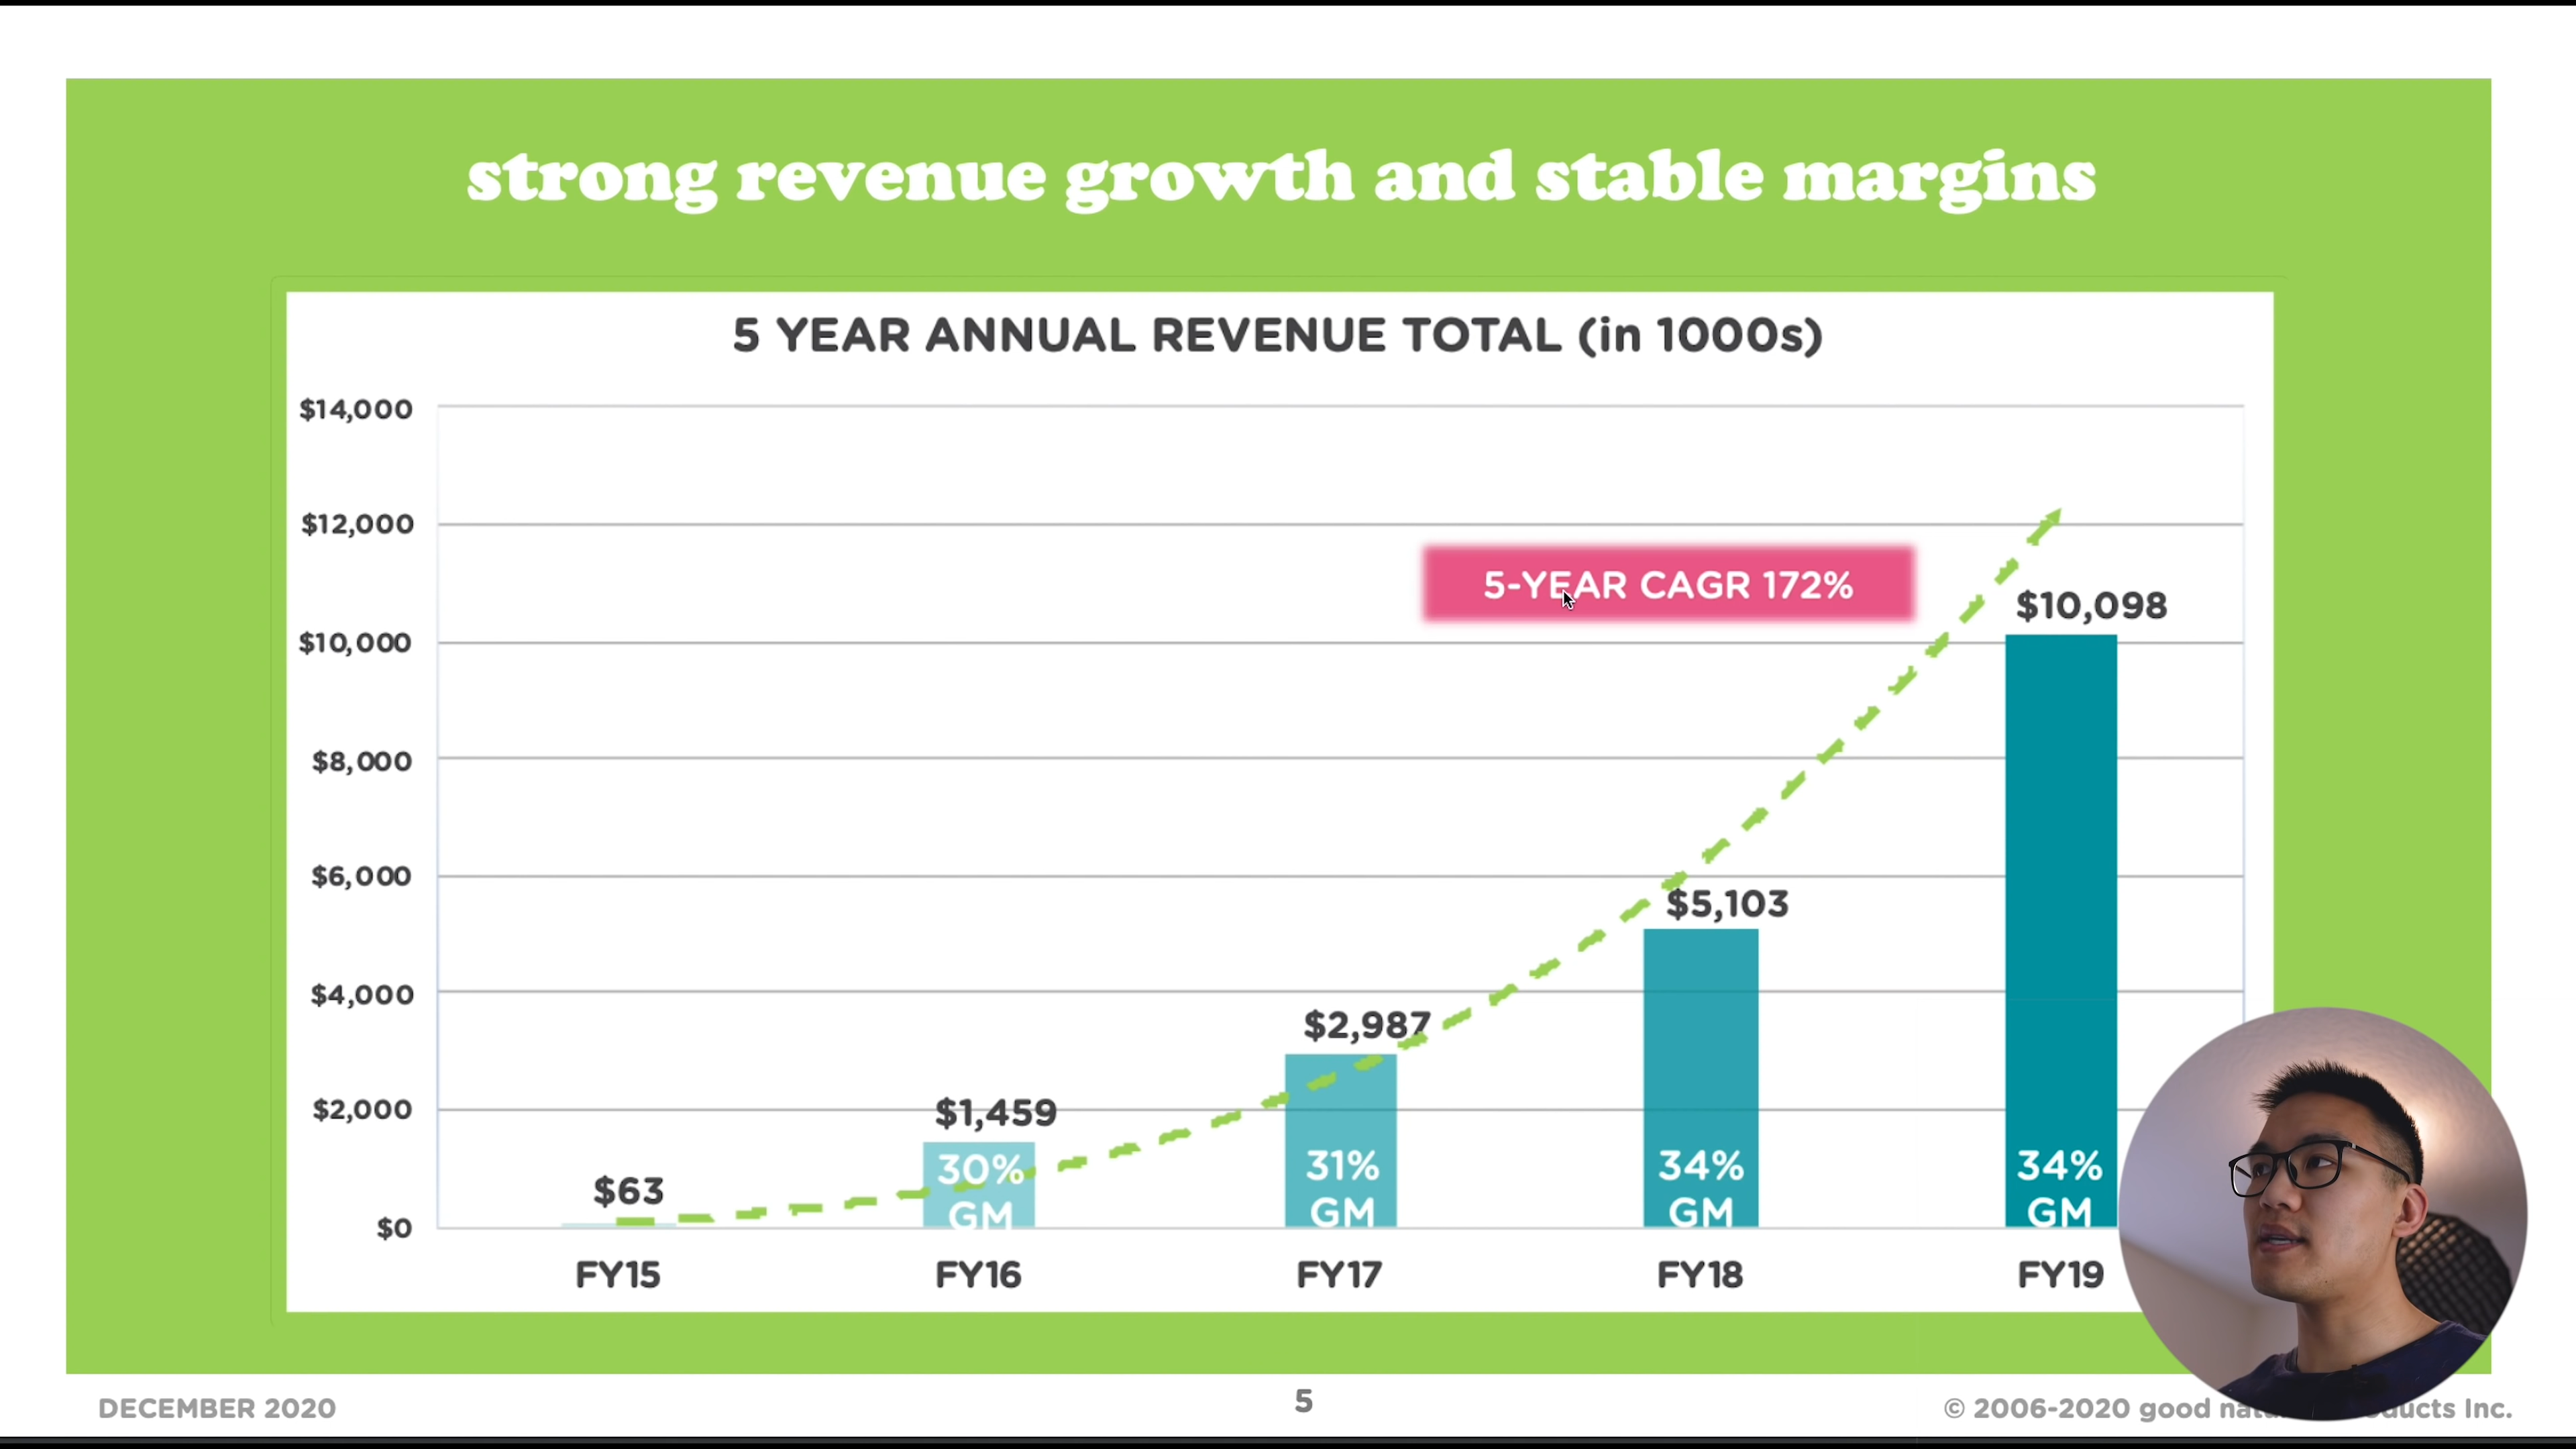 strong revenue growth and stable margins
5 YEAR ANNUAL REVENUE TOTAL (in 1000s)
$14,000
$12,000
$10,000
$8,000
$6,000
$4,000
$2,000
$0
5-YEAR CAGR 172%
$63
$1,459
$2,987
$5,103
$10,098
30%
GM
31%
GM
34%
GM
34%
GM
FY15
FY16
FY17
FY18
FY19
DECEMBER 2020
5
© 2006-2020 good Inc.